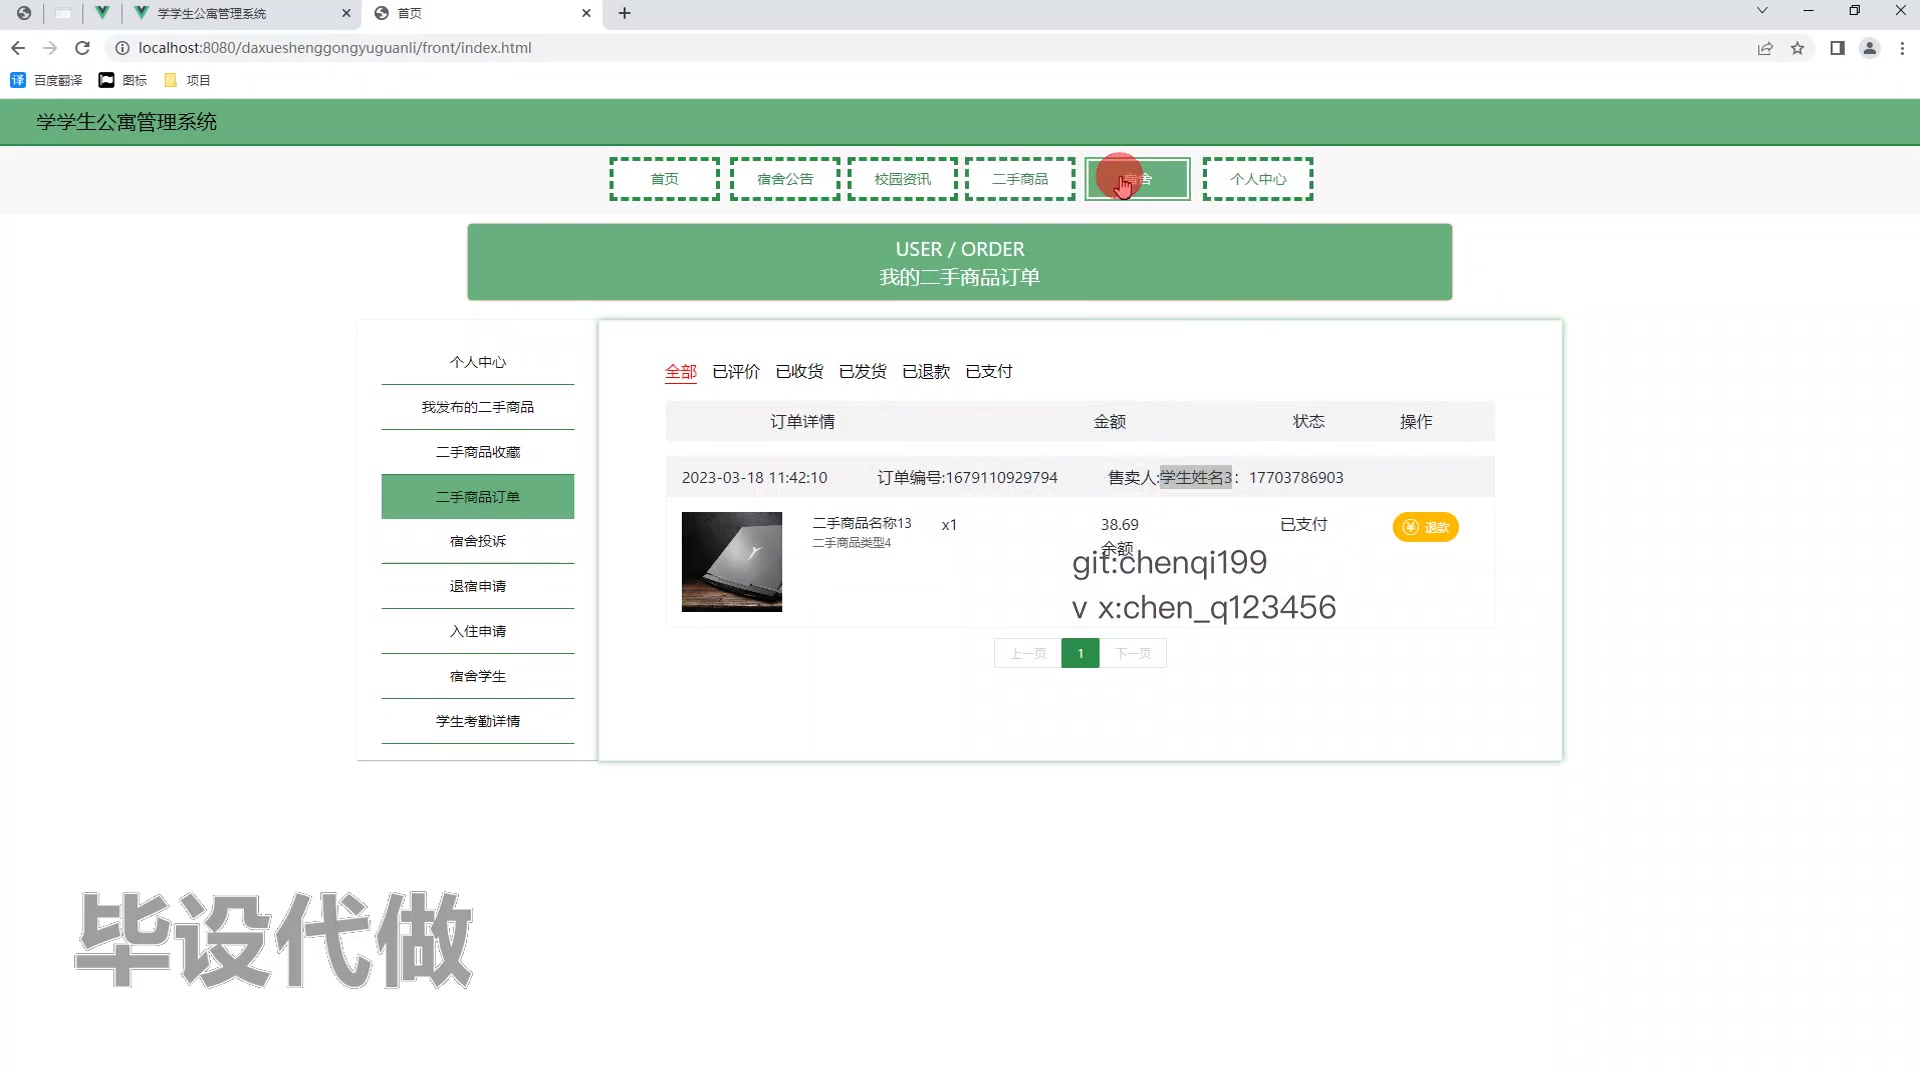 学学生公寓管理系统
首页
localhost:8080/daxueshenggongyuguanli/front/index.html
百度翻译 图标 项目
学学生公寓管理系统
首页 宿舍公告 校园资讯 二手商品 宿舍 个人中心
USER / ORDER
我的二手商品订单
个人中心
我发布的二手商品
二手商品收藏
二手商品订单
宿舍投诉
退宿申请
入住申请
宿舍学生
学生考勤详情
全部 已评价 已收货 已发货 已退款 已支付
订单详情 金额 状态 操作
2023-03-18 11:42:10 订单编号:1679110929794 售卖人:学生姓名3：17703786903
二手商品名称13 x1 38.69 已支付 退款
二手商品类型4 余额
git:chenqi199
v x:chen_q123456
上一页 1 下一页
毕设代做